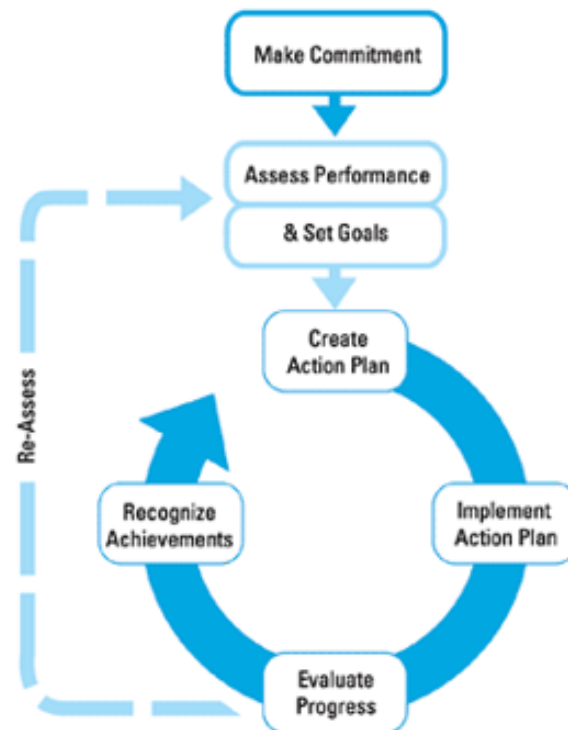 Make Commitment
Assess Performance
& Set Goals
Create
Action Plan
Re-Assess
Recognize
Achievements
Implement
Action Plan
Evaluate
Progress